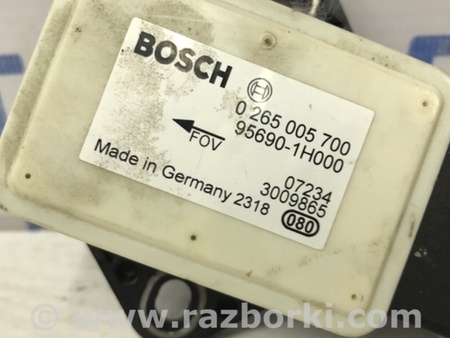 BOSCH
0 265 005 700
95690-1H000
FOV
07234
3009865
Made in Germany 2318
080
www.razborki.com